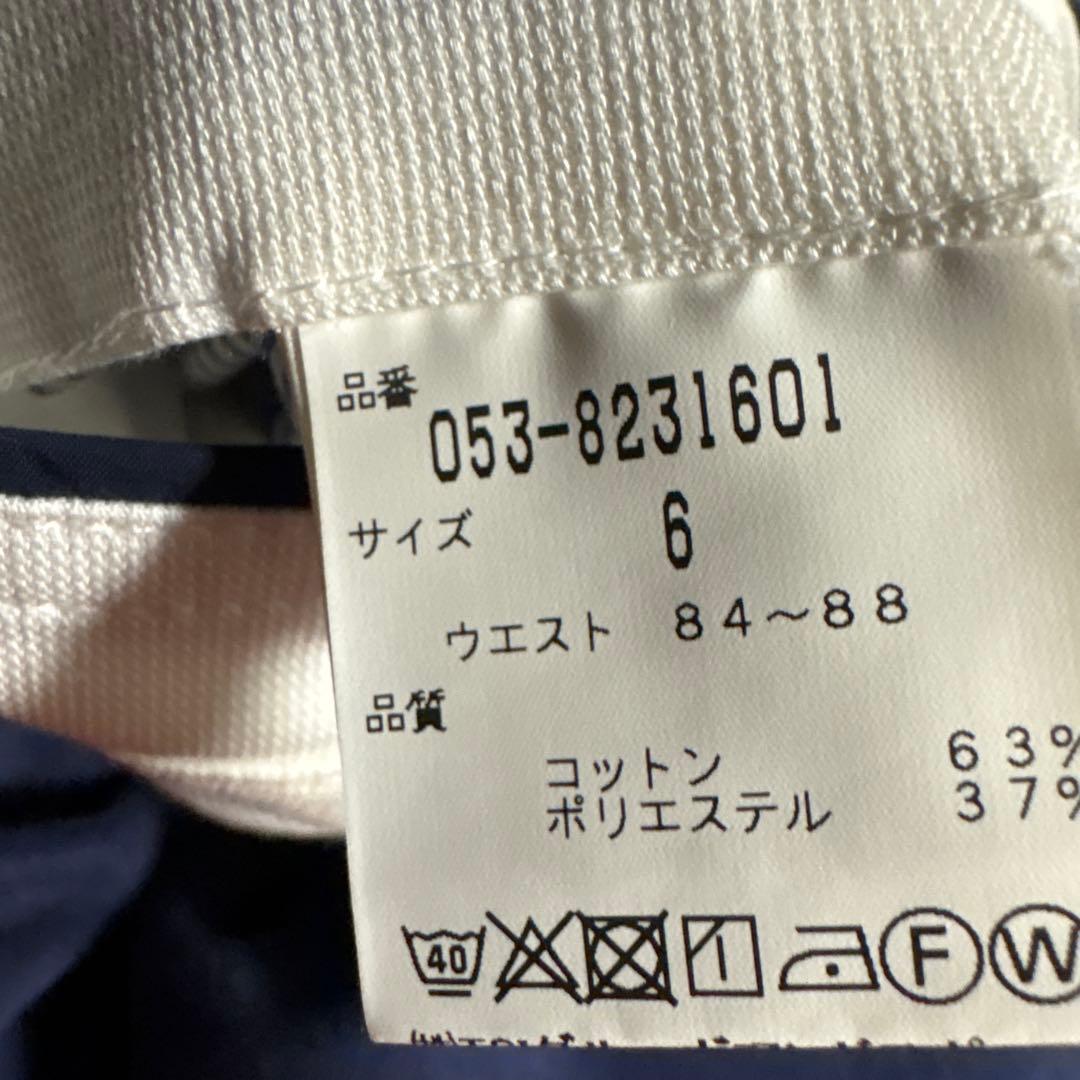 品番 053-8231601
サイズ 6
ウエスト 84～88
品質
コットン 63%
ポリエステル 37%
40 F W